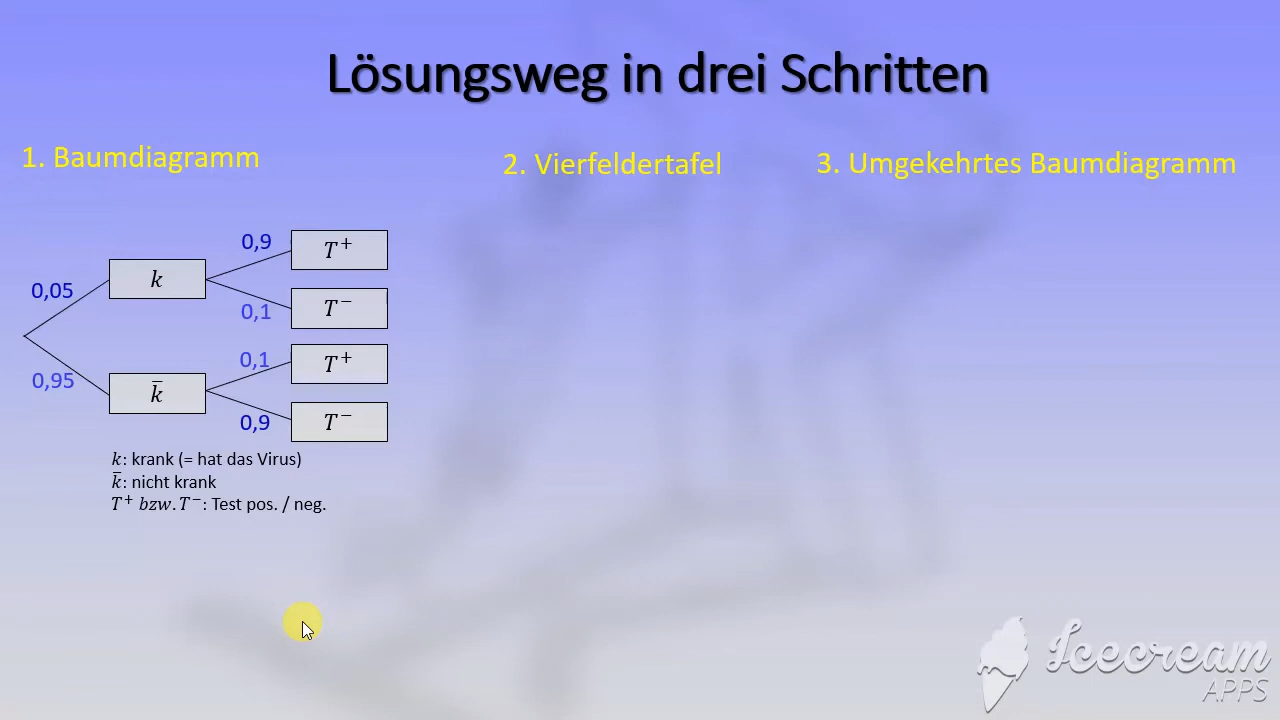 Lösungsweg in drei Schritten
1. Baumdiagramm
2. Vierfeldertafel
3. Umgekehrtes Baumdiagramm
0,9
T⁺
0,05
k
0,1
T⁻
0,1
T⁺
0,95
k̄
0,9
T⁻
k: krank (= hat das Virus)
k̄: nicht krank
T⁺ bzw. T⁻: Test pos. / neg.
Icecream
APPS